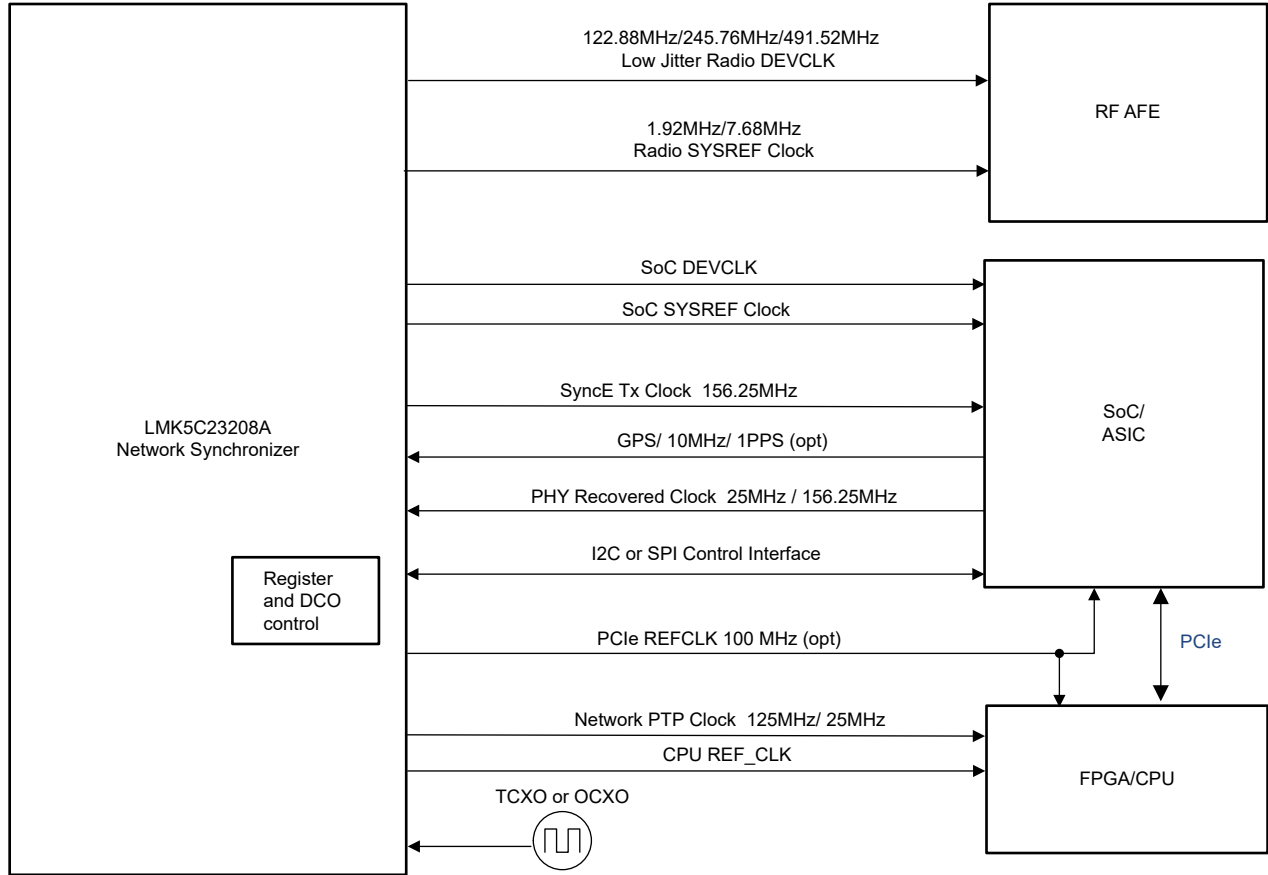 122.88MHz/245.76MHz/491.52MHz
Low Jitter Radio DEVCLK
RF AFE
1.92MHz/7.68MHz
Radio SYSREF Clock
SoC DEVCLK
SoC SYSREF Clock
SyncE Tx Clock 156.25MHz
LMK5C23208A
Network Synchronizer
SoC/
ASIC
GPS/ 10MHz/ 1PPS (opt)
PHY Recovered Clock 25MHz / 156.25MHz
I2C or SPI Control Interface
Register
and DCO
control
PCIe REFCLK 100 MHz (opt)
PCIe
Network PTP Clock 125MHz/ 25MHz
CPU REF_CLK
FPGA/CPU
TCXO or OCXO